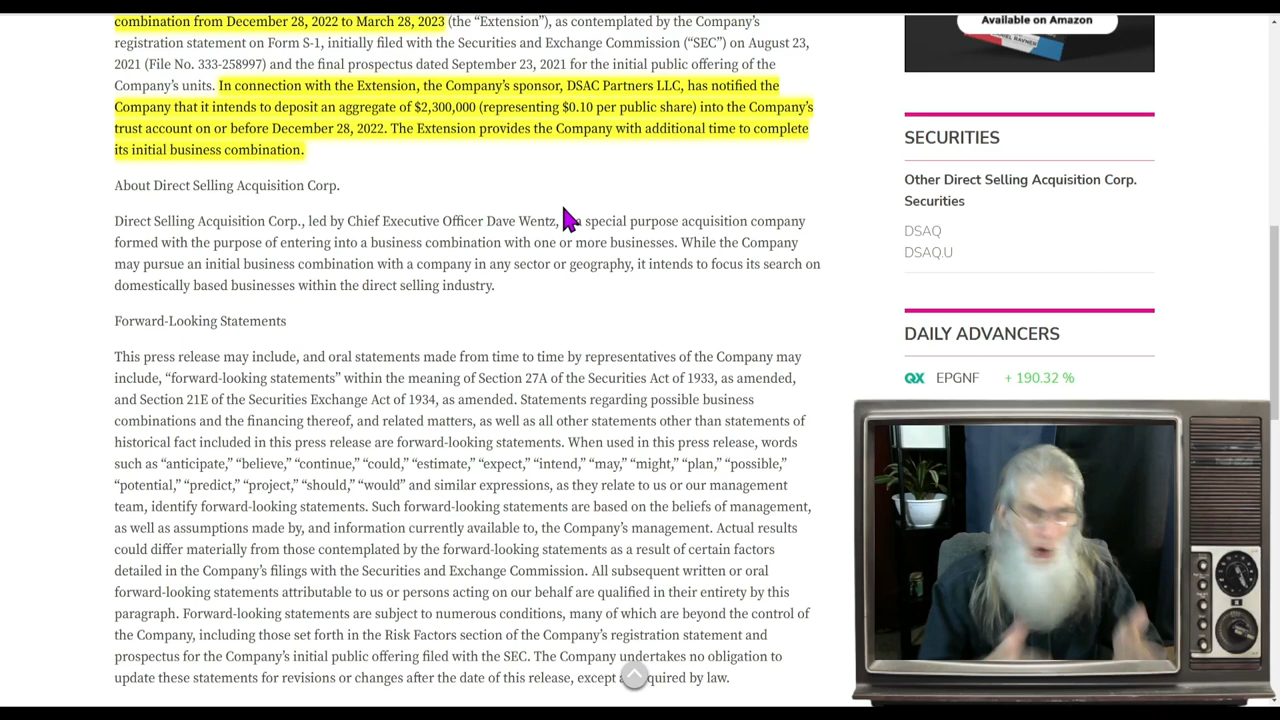 combination from December 28, 2022 to March 28, 2023 (the “Extension”), as contemplated by the Company’s
registration statement on Form S-1, initially filed with the Securities and Exchange Commission (“SEC”) on August 23,
2021 (File No. 333-258997) and the final prospectus dated September 23, 2021 for the initial public offering of the
Company’s units. In connection with the Extension, the Company’s sponsor, DSAC Partners LLC, has notified the
Company that it intends to deposit an aggregate of $2,300,000 (representing $0.10 per public share) into the Company’s
trust account on or before December 28, 2022. The Extension provides the Company with additional time to complete
its initial business combination.
About Direct Selling Acquisition Corp.
Direct Selling Acquisition Corp., led by Chief Executive Officer Dave Wentz, a special purpose acquisition company
formed with the purpose of entering into a business combination with one or more businesses. While the Company
may pursue an initial business combination with a company in any sector or geography, it intends to focus its search on
domestically based businesses within the direct selling industry.
Forward-Looking Statements
This press release may include, and oral statements made from time to time by representatives of the Company may
include, “forward-looking statements” within the meaning of Section 27A of the Securities Act of 1933, as amended,
and Section 21E of the Securities Exchange Act of 1934, as amended. Statements regarding possible business
combinations and the financing thereof, and related matters, as well as all other statements other than statements of
historical fact included in this press release are forward-looking statements. When used in this press release, words
such as “anticipate,” “believe,” “continue,” “could,” “estimate,” “expect,” “intend,” “may,” “might,” “plan,” “possible,”
“potential,” “predict,” “project,” “should,” “would” and similar expressions, as they relate to us or our management
team, identify forward-looking statements. Such forward-looking statements are based on the beliefs of management,
as well as assumptions made by, and information currently available to, the Company’s management. Actual results
could differ materially from those contemplated by the forward-looking statements as a result of certain factors
detailed in the Company’s filings with the Securities and Exchange Commission. All subsequent written or oral
forward-looking statements attributable to us or persons acting on our behalf are qualified in their entirety by this
paragraph. Forward-looking statements are subject to numerous conditions, many of which are beyond the control of
the Company, including those set forth in the Risk Factors section of the Company’s registration statement and
prospectus for the Company’s initial public offering filed with the SEC. The Company undertakes no obligation to
update these statements for revisions or changes after the date of this release, except required by law.
Available on Amazon
SECURITIES
Other Direct Selling Acquisition Corp.
Securities
DSAQ
DSAQ.U
DAILY ADVANCERS
QX EPGNF + 190.32 %